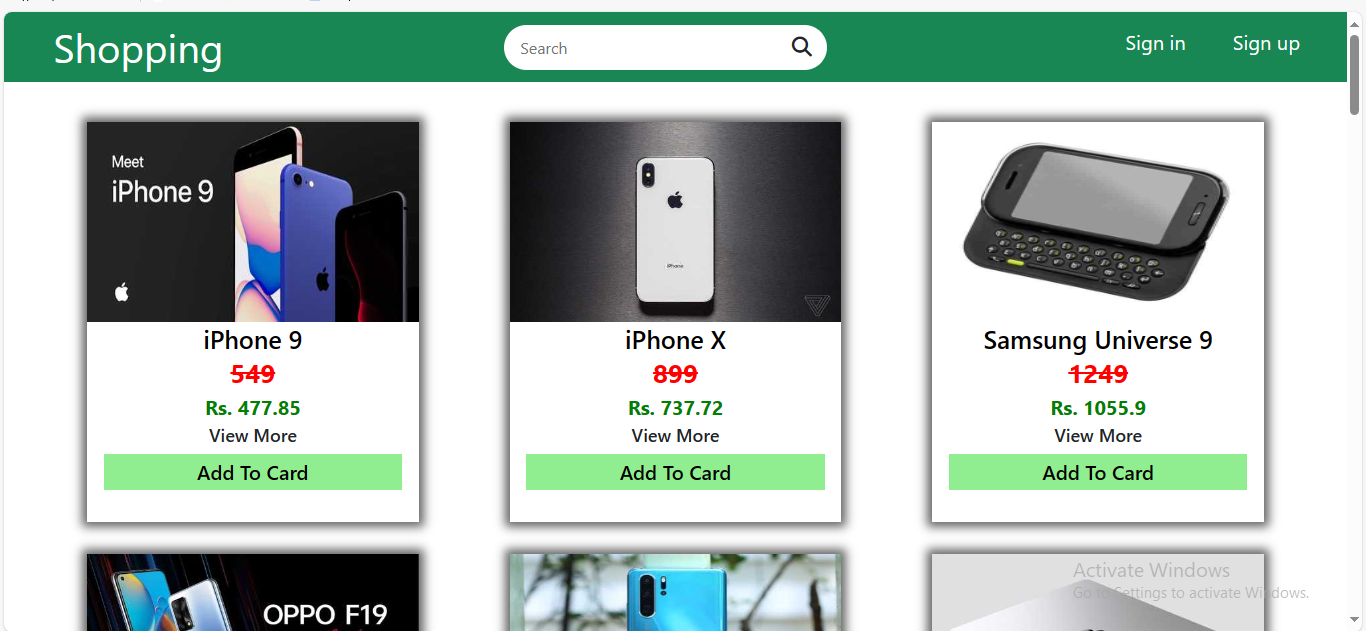 Shopping
Search
Sign in
Sign up
Meet
iPhone 9
iPhone
iPhone 9
549
Rs. 477.85
View More
Add To Card
iPhone X
899
Rs. 737.72
View More
Add To Card
Samsung Universe 9
1249
Rs. 1055.9
View More
Add To Card
OPPO F19
Activate Windows
Go to Settings to activate Windows.